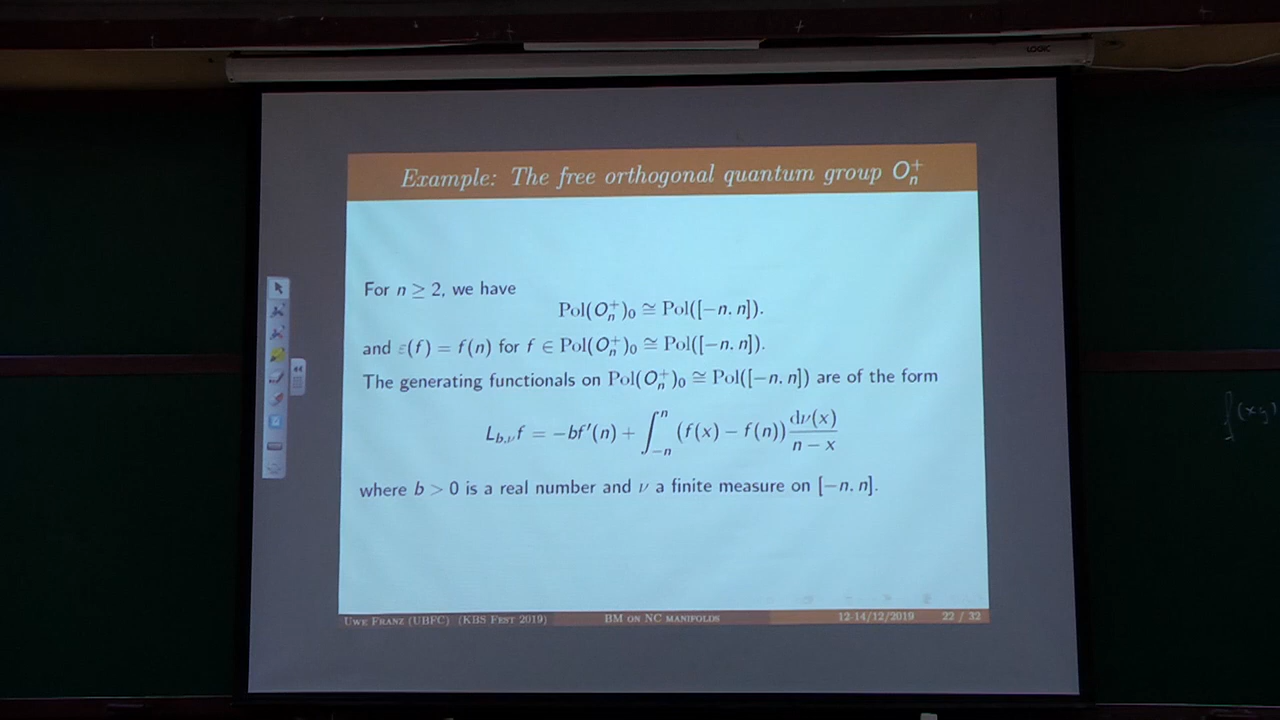 LOGIC
Example: The free orthogonal quantum group O_n^+
For n ≥ 2, we have
Pol(O_n^+)_0 ≅ Pol([−n, n]).
and ε(f) = f(n) for f ∈ Pol(O_n^+)_0 ≅ Pol([−n, n]).
The generating functionals on Pol(O_n^+)_0 ≅ Pol([−n, n]) are of the form
L_{b,ν}f = −bf′(n) + ∫_{−n}^{n} (f(x) − f(n)) dν(x)/(n − x)
where b > 0 is a real number and ν a finite measure on [−n, n].
Uwe Franz (UBFC) (KBS Fest 2019) BM on NC manifolds 12-14/12/2019 22 / 32